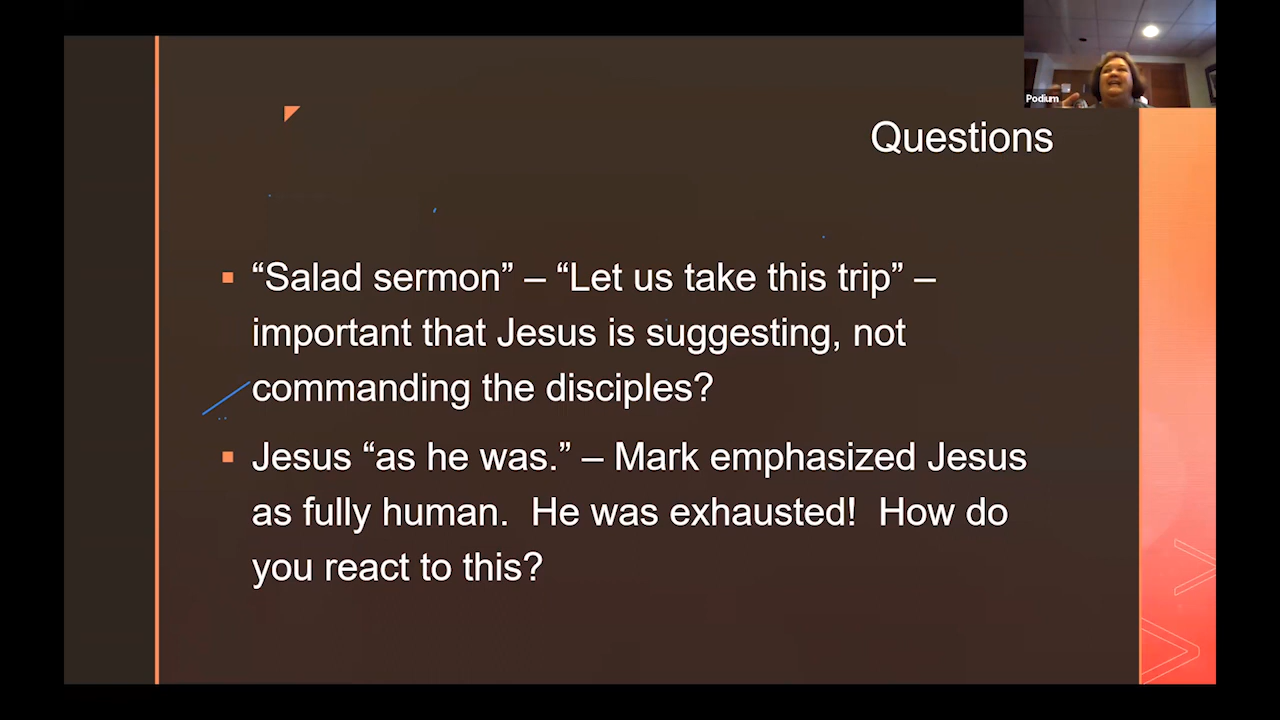 Podium
Questions
“Salad sermon” – “Let us take this trip” –
important that Jesus is suggesting, not
commanding the disciples?
Jesus “as he was.” – Mark emphasized Jesus
as fully human.  He was exhausted!  How do
you react to this?